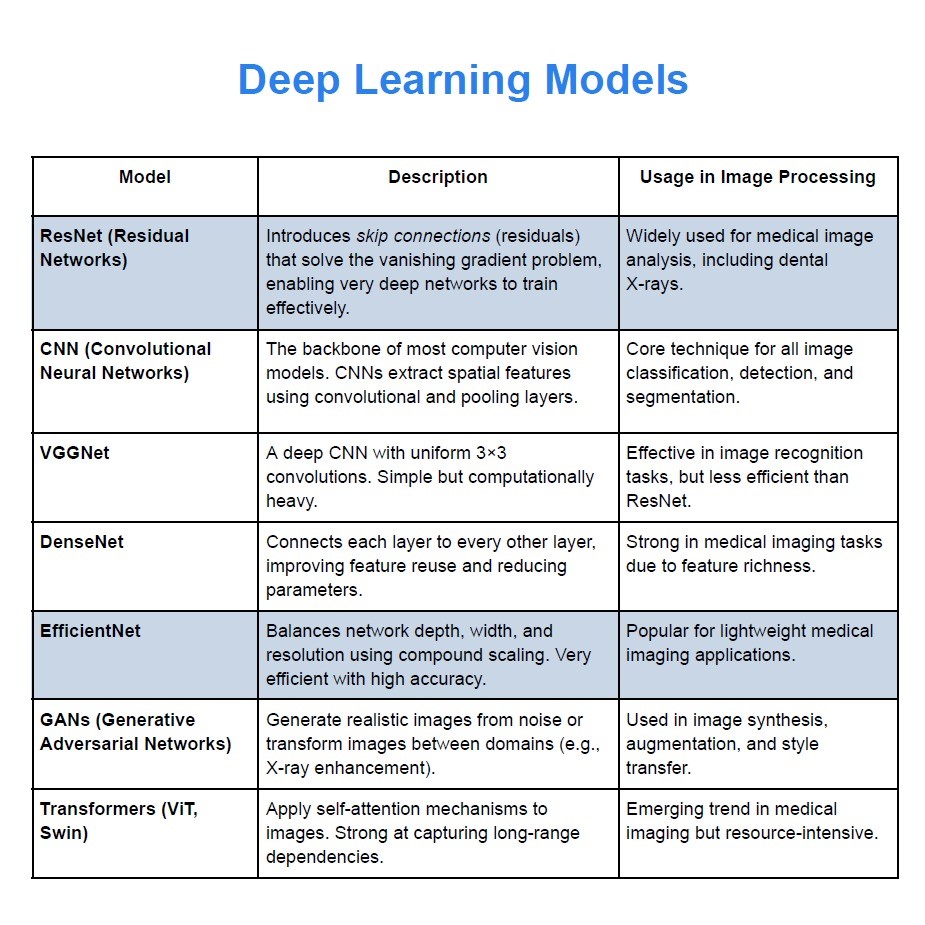 Deep Learning Models
Model
Description
Usage in Image Processing
ResNet (Residual
Networks)
Introduces skip connections (residuals)
that solve the vanishing gradient problem,
enabling very deep networks to train
effectively.
Widely used for medical image
analysis, including dental
X-rays.
CNN (Convolutional
Neural Networks)
The backbone of most computer vision
models. CNNs extract spatial features
using convolutional and pooling layers.
Core technique for all image
classification, detection, and
segmentation.
VGGNet
A deep CNN with uniform 3×3
convolutions. Simple but computationally
heavy.
Effective in image recognition
tasks, but less efficient than
ResNet.
DenseNet
Connects each layer to every other layer,
improving feature reuse and reducing
parameters.
Strong in medical imaging tasks
due to feature richness.
EfficientNet
Balances network depth, width, and
resolution using compound scaling. Very
efficient with high accuracy.
Popular for lightweight medical
imaging applications.
GANs (Generative
Adversarial Networks)
Generate realistic images from noise or
transform images between domains (e.g.,
X-ray enhancement).
Used in image synthesis,
augmentation, and style
transfer.
Transformers (ViT,
Swin)
Apply self-attention mechanisms to
images. Strong at capturing long-range
dependencies.
Emerging trend in medical
imaging but resource-intensive.